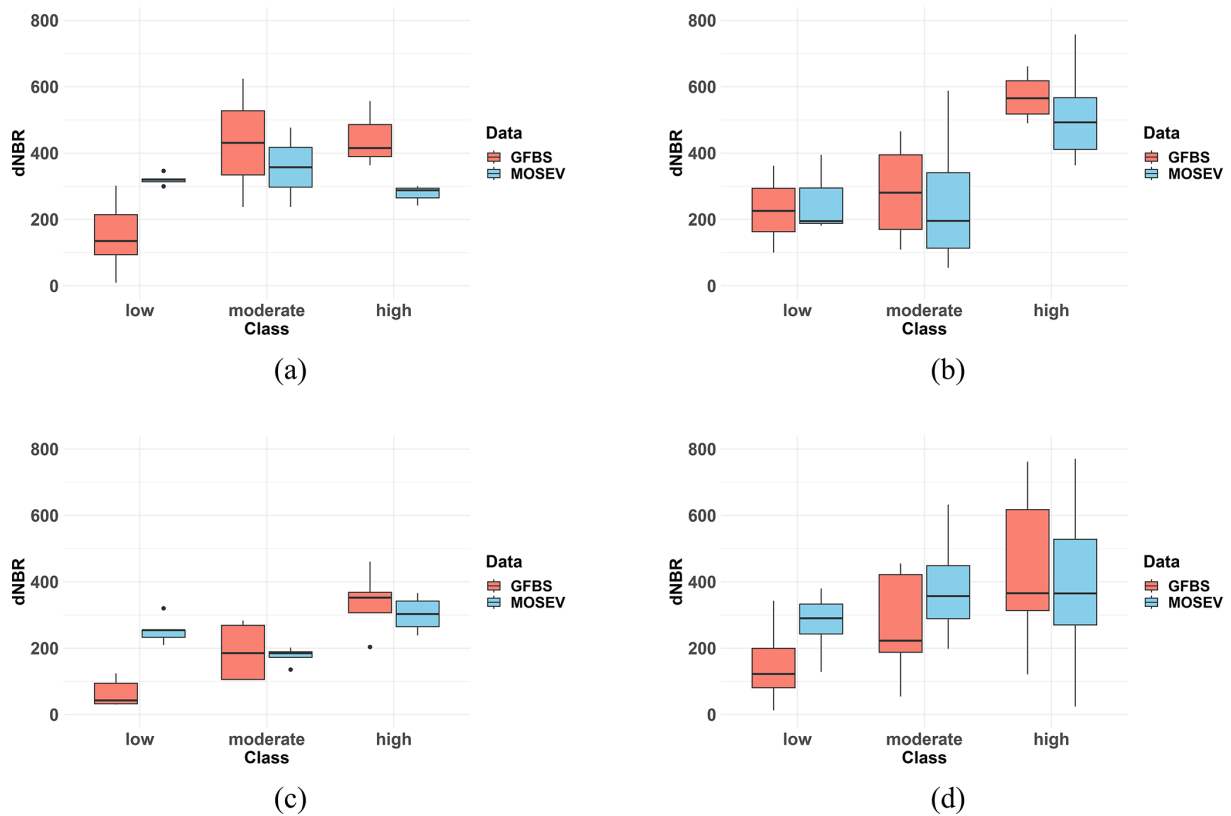 800
600
400
200
0
dNBR
low moderate high
Class
Data
GFBS
MOSEV
(a)
800
600
400
200
0
dNBR
low moderate high
Class
Data
GFBS
MOSEV
(b)
800
600
400
200
0
dNBR
low moderate high
Class
Data
GFBS
MOSEV
(c)
800
600
400
200
0
dNBR
low moderate high
Class
Data
GFBS
MOSEV
(d)